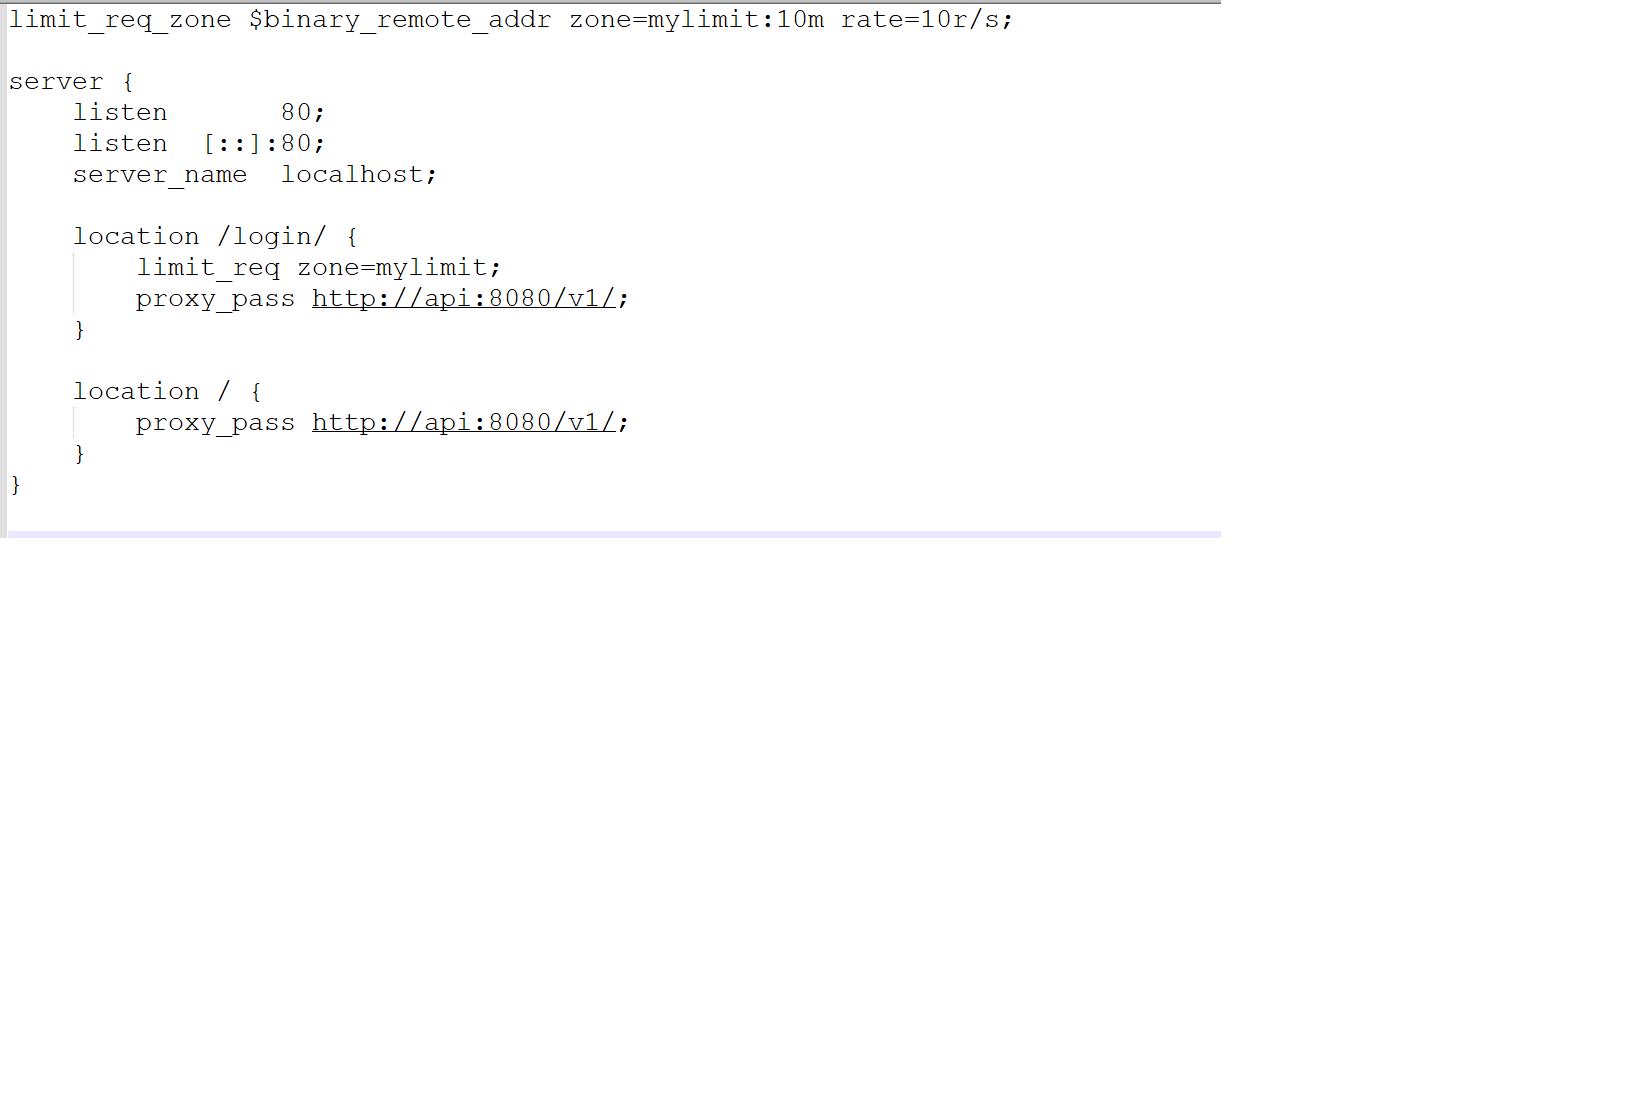 limit_req_zone $binary_remote_addr zone=mylimit:10m rate=10r/s;
server {
listen       80;
listen  [::]:80;
server_name  localhost;
location /login/ {
limit_req zone=mylimit;
proxy_pass http://api:8080/v1/;
}
location / {
proxy_pass http://api:8080/v1/;
}
}